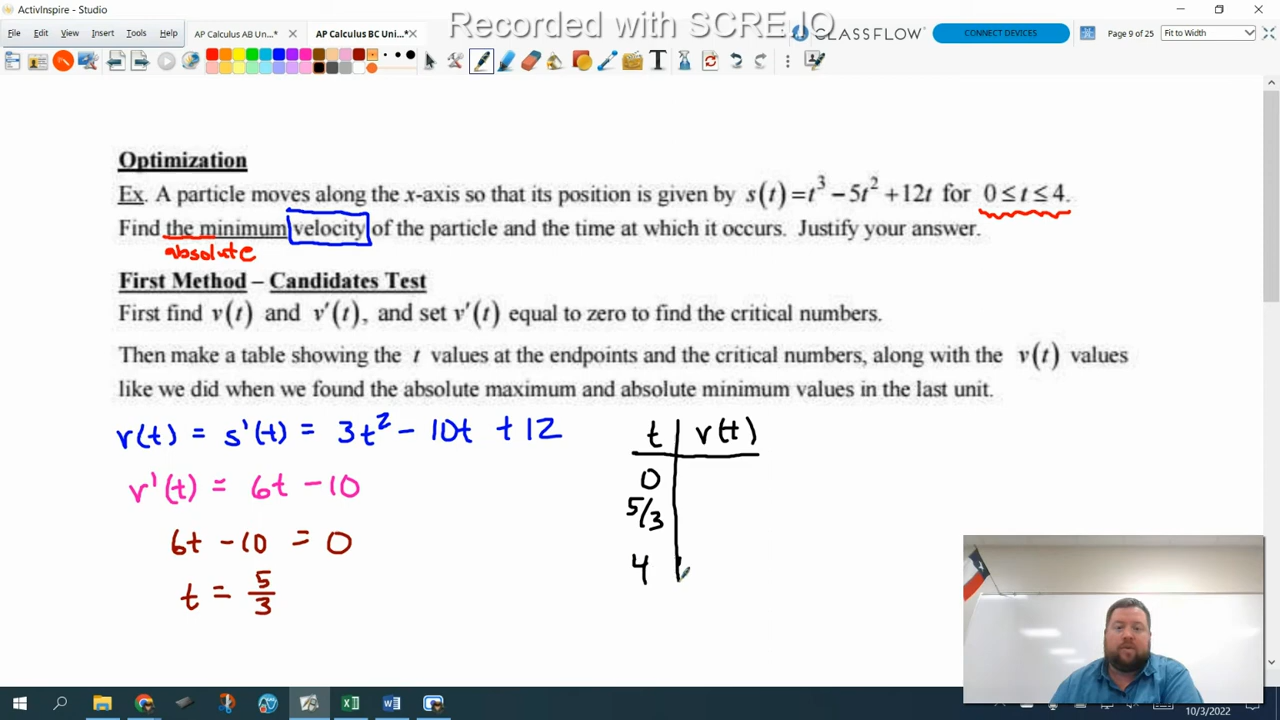 ActivInspire - Studio
Recorded with SCRE.IO
File Edit View Insert Tools Help
AP Calculus AB Un...* AP Calculus BC Uni...*
CLASSFLOW
CONNECT DEVICES
Page 9 of 25
Fit to Width
Optimization
Ex. A particle moves along the x-axis so that its position is given by s(t)=t³−5t²+12t for 0≤t≤4.
Find the minimum velocity of the particle and the time at which it occurs. Justify your answer.
absolute
First Method – Candidates Test
First find v(t) and v′(t), and set v′(t) equal to zero to find the critical numbers.
Then make a table showing the t values at the endpoints and the critical numbers, along with the v(t) values
like we did when we found the absolute maximum and absolute minimum values in the last unit.
v(t) = s'(t) = 3t² − 10t + 12
v'(t) = 6t − 10
6t − 10 = 0
t = 5/3
t v(t)
0
5/3
4
10/3/2022